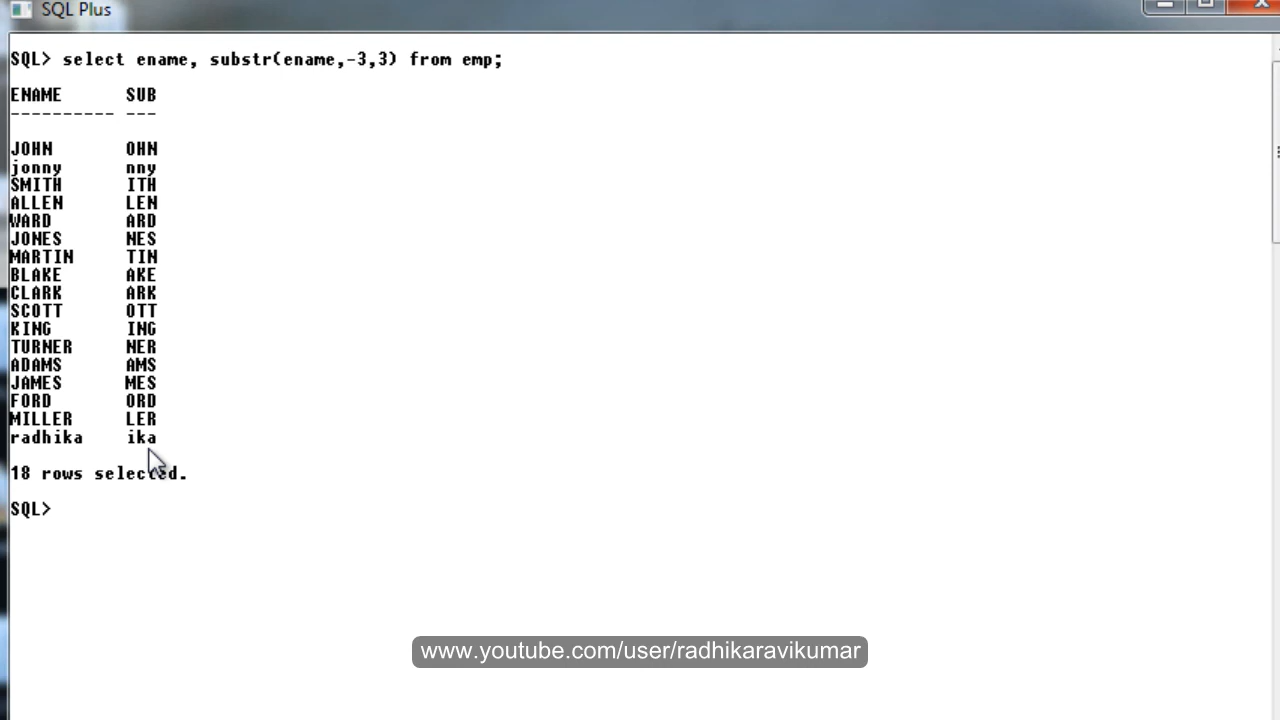 SQL Plus
SQL> select ename, substr(ename,-3,3) from emp;
ENAME      SUB
---------- ---
JOHN       OHN
jonny      nny
SMITH      ITH
ALLEN      LEN
WARD       ARD
JONES      NES
MARTIN     TIN
BLAKE      AKE
CLARK      ARK
SCOTT      OTT
KING       ING
TURNER     NER
ADAMS      AMS
JAMES      MES
FORD       ORD
MILLER     LER
radhika    ika
18 rows selected.
SQL>
www.youtube.com/user/radhikaravikumar